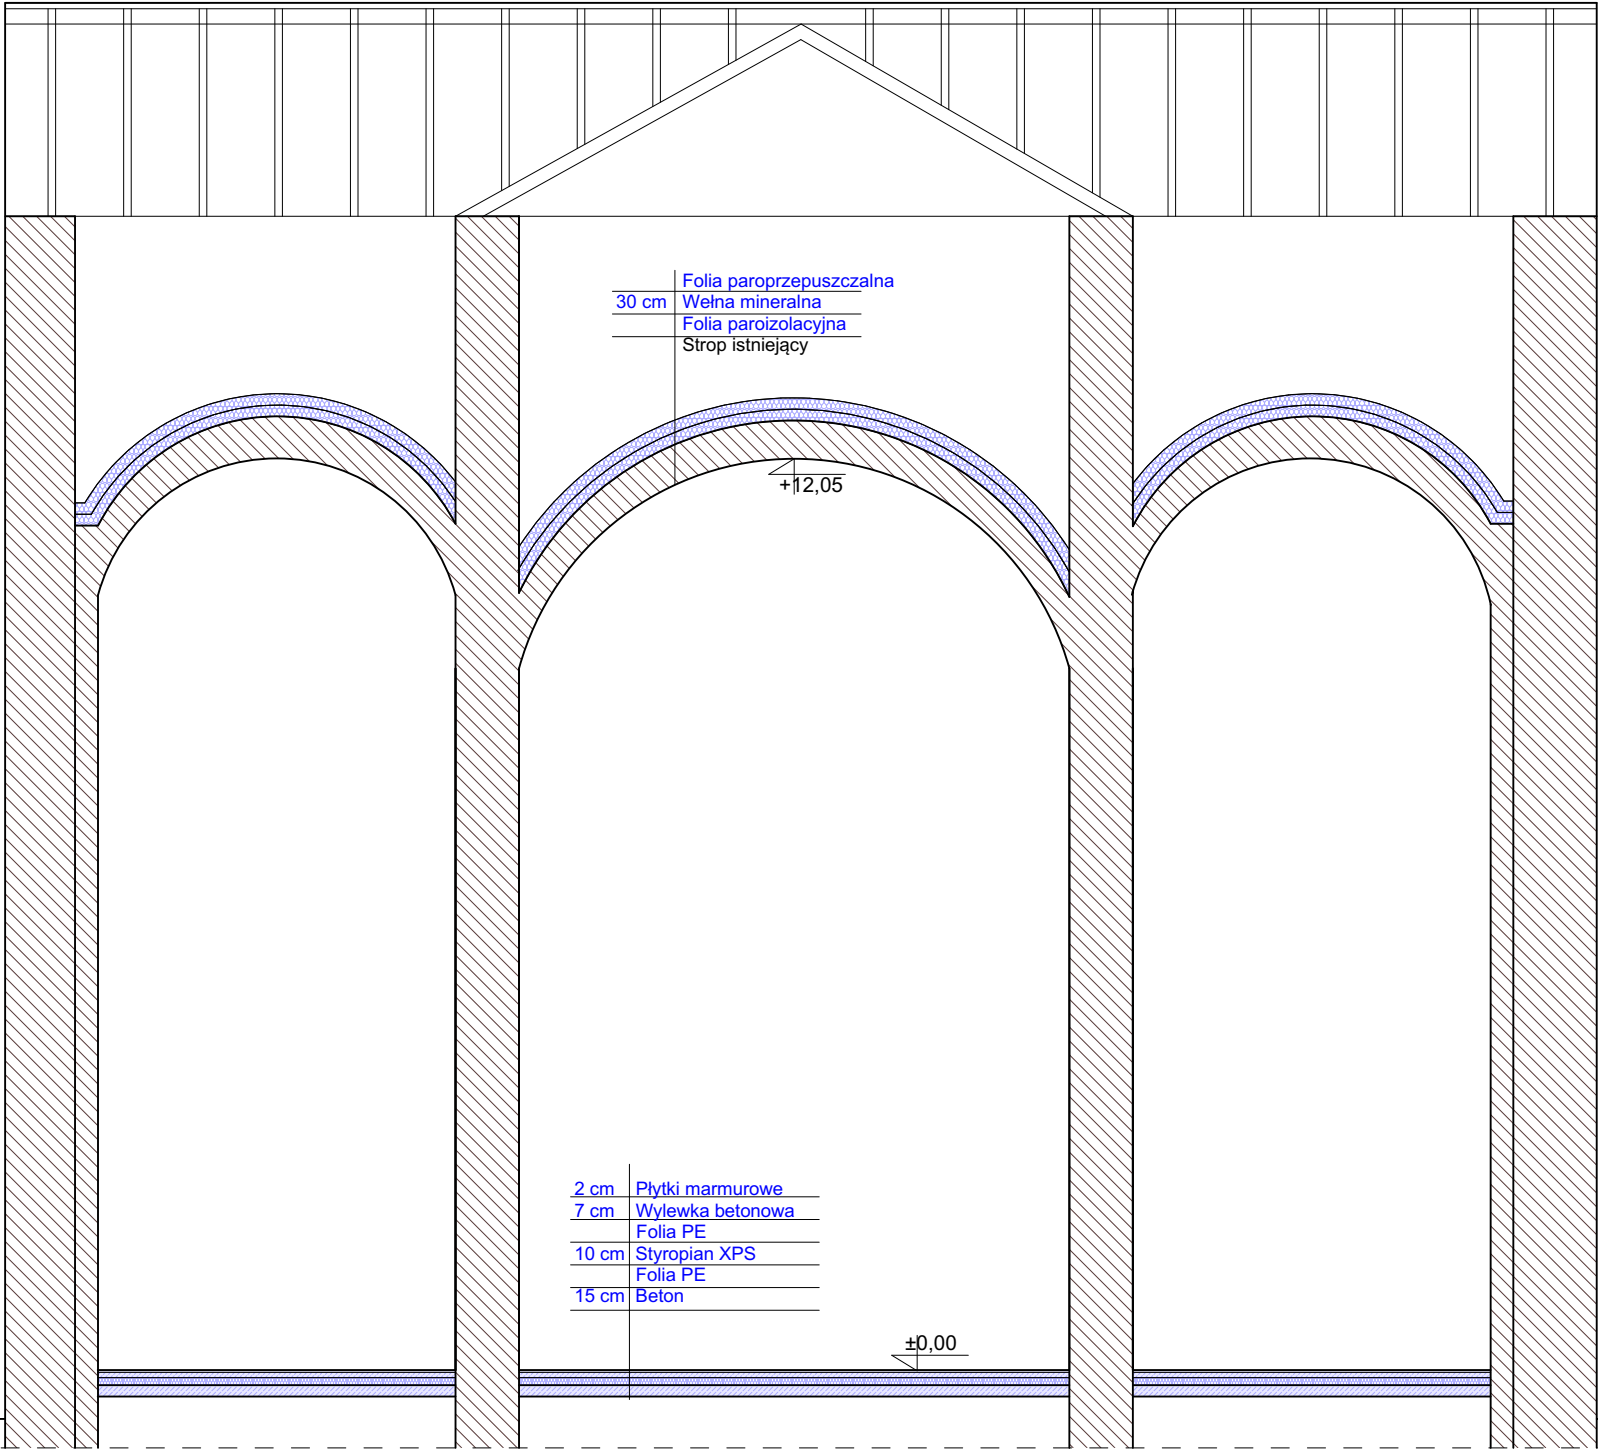 Folia paroprzepuszczalna
30 cm Wełna mineralna
Folia paroizolacyjna
Strop istniejący
+12,05
2 cm Płytki marmurowe
7 cm Wylewka betonowa
Folia PE
10 cm Styropian XPS
Folia PE
15 cm Beton
±0,00